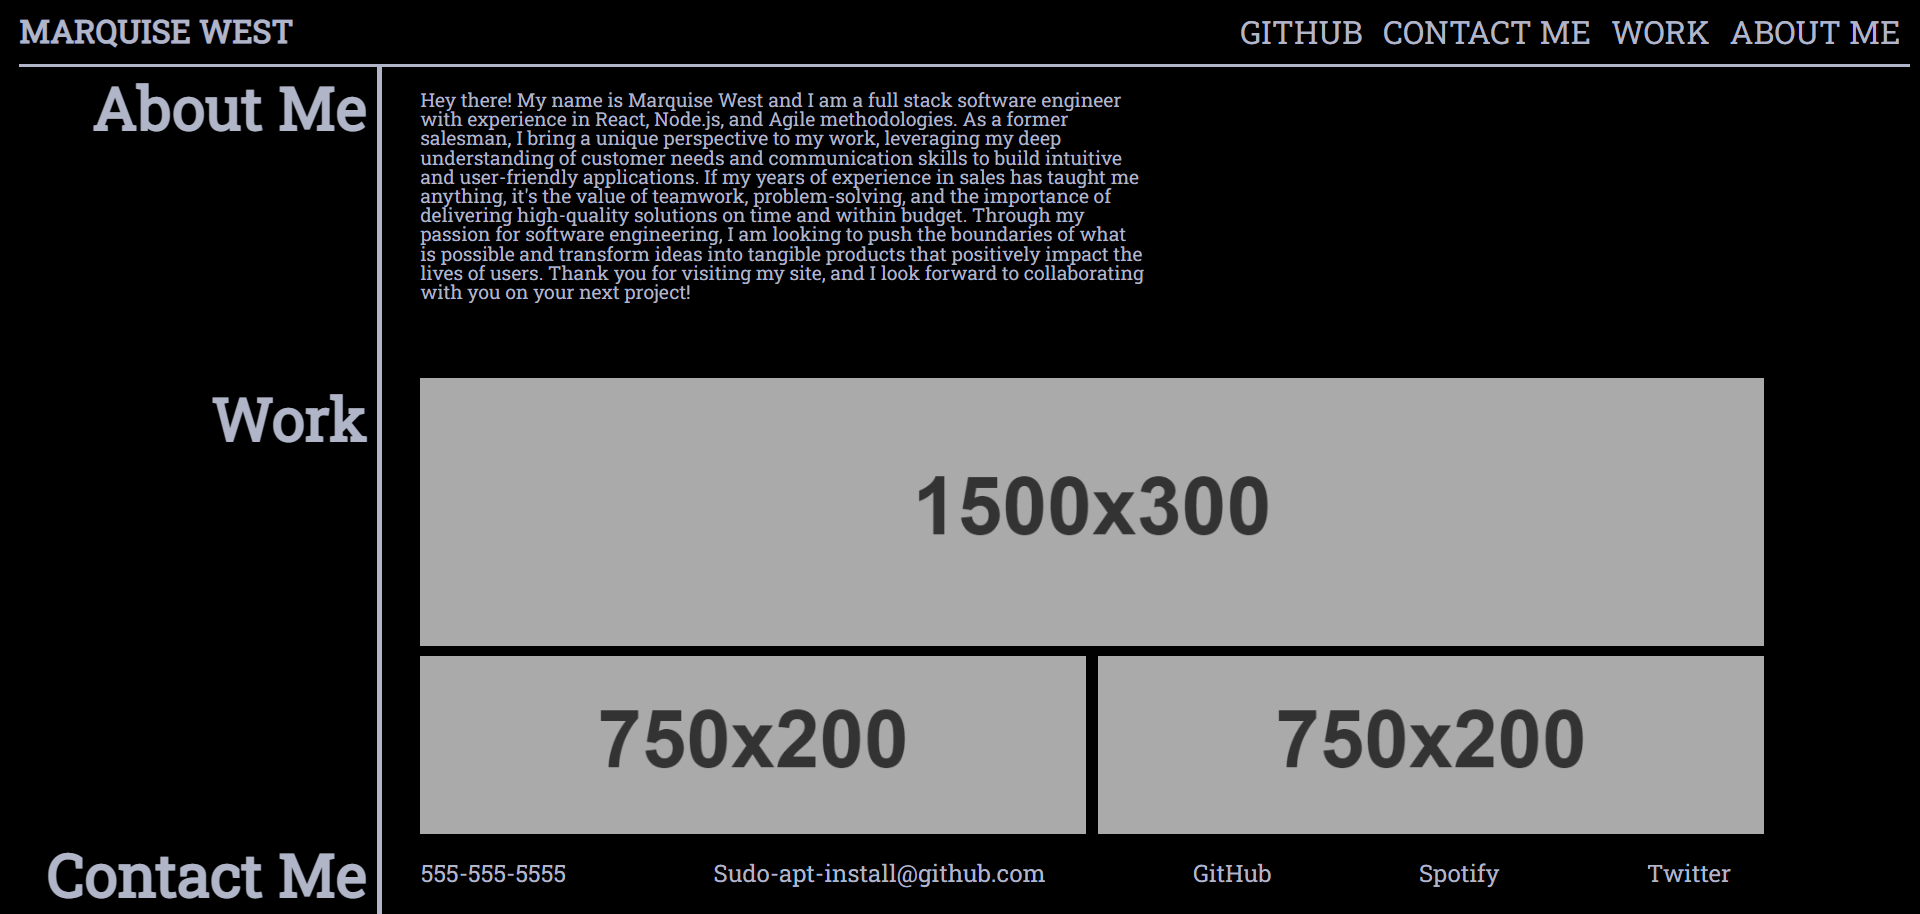 MARQUISE WEST
GITHUB CONTACT ME WORK ABOUT ME
About Me
Hey there! My name is Marquise West and I am a full stack software engineer
with experience in React, Node.js, and Agile methodologies. As a former
salesman, I bring a unique perspective to my work, leveraging my deep
understanding of customer needs and communication skills to build intuitive
and user-friendly applications. If my years of experience in sales has taught me
anything, it's the value of teamwork, problem-solving, and the importance of
delivering high-quality solutions on time and within budget. Through my
passion for software engineering, I am looking to push the boundaries of what
is possible and transform ideas into tangible products that positively impact the
lives of users. Thank you for visiting my site, and I look forward to collaborating
with you on your next project!
Work
1500x300
750x200 750x200
Contact Me
555-555-5555 Sudo-apt-install@github.com GitHub Spotify Twitter